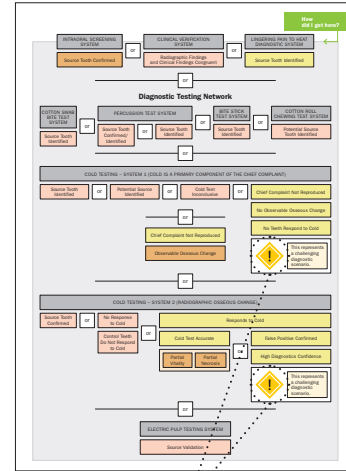 How
did I get here?
INTRAORAL SCREENING
SYSTEM
or
CLINICAL VERIFICATION
SYSTEM
or
LINGERING PAIN TO HEAT
DIAGNOSTIC SYSTEM
Source Tooth Confirmed
Radiographic Findings
and Clinical Findings Congruent
Source Tooth Identified
or
Diagnostic Testing Network
COTTON SWAB
BITE TEST
SYSTEM
or
PERCUSSION TEST SYSTEM
or
BITE STICK
TEST SYSTEM
or
COTTON ROLL
CHEWING TEST SYSTEM
Source Tooth
Identified
Source Tooth
Confirmed/
Identified
or
Source Tooth
Identified
Source Tooth
Identified
Potential Source
Tooth Identified
or
COLD TESTING – SYSTEM 1 (COLD IS A PRIMARY COMPONENT OF THE CHIEF COMPLAINT)
Source Tooth
Identified
or
Potential Source
Identified
or
Cold Test
Inconclusive
or
Chief Complaint Not Reproduced
No Observable Osseous Change
No Teeth Respond to Cold
or
Chief Complaint Not Reproduced
Observable Osseous Change
!
This represents
a challenging
diagnostic
scenario.
or
COLD TESTING – SYSTEM 2 (RADIOGRAPHIC OSSEOUS CHANGE)
Source Tooth
Confirmed
or
No Response
to Cold
Control Teeth
Do Not Respond
to Cold
or
Responds to Cold
Cold Test Accurate
Partial
Vitality
Partial
Necrosis
or
False Positive Confirmed
High Diagnostics Confidence
!
This represents
a challenging
diagnostic
scenario.
or
ELECTRIC PULP TESTING SYSTEM
Source Validation